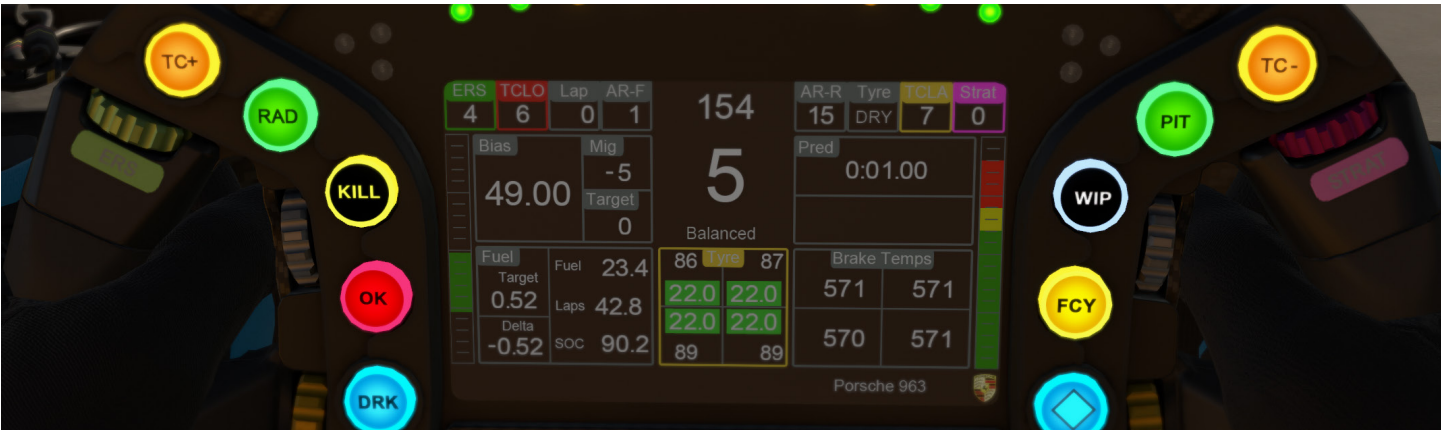 TC+
TC-
RAD
PIT
KILL
WIP
OK
FCY
DRK
ERS
STRAT
ERS TCLO Lap AR-F
4 6 0 1
154
AR-R Tyre TCLA Strat
15 DRY 7 0
Bias
49.00
Mig
-5
Target
0
5
Balanced
Pred
0:01.00
Fuel
Target
0.52
Delta
-0.52
Fuel 23.4
Laps 42.8
SOC 90.2
86 Tyre 87
22.0 22.0
22.0 22.0
89 89
Brake Temps
571 571
570 571
Porsche 963